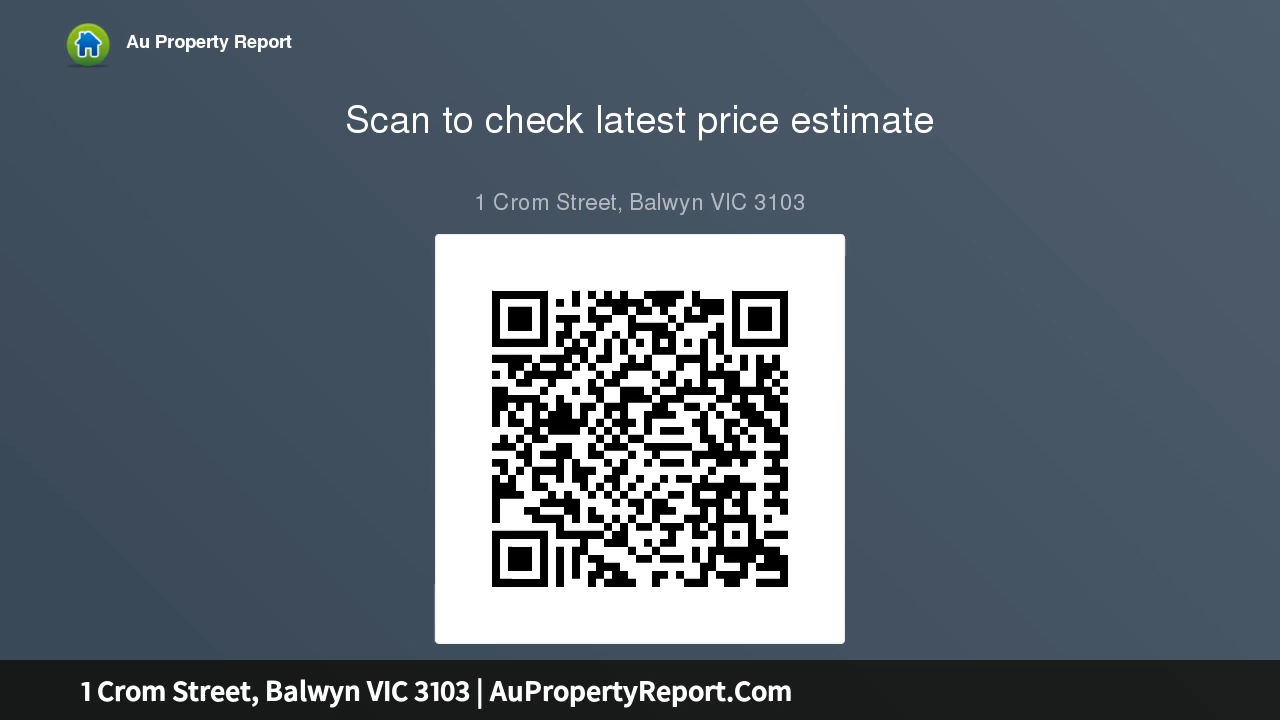 Au Property Report
Scan to check latest price estimate
1 Crom Street, Balwyn VIC 3103
1 Crom Street, Balwyn VIC 3103 | AuPropertyReport.Com